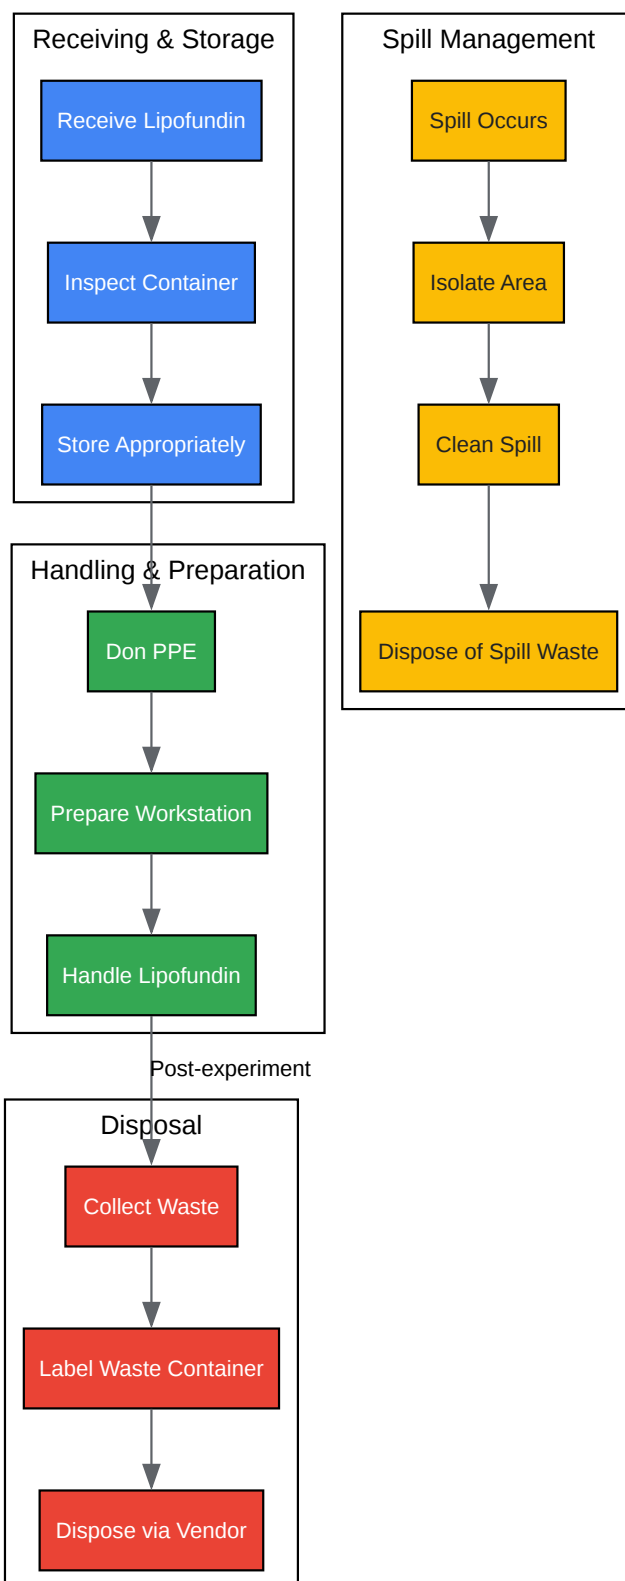 Receiving & Storage
Receive Lipofundin
Inspect Container
Store Appropriately
Handling & Preparation
Don PPE
Prepare Workstation
Handle Lipofundin
Post-experiment
Disposal
Collect Waste
Label Waste Container
Dispose via Vendor
Spill Management
Spill Occurs
Isolate Area
Clean Spill
Dispose of Spill Waste